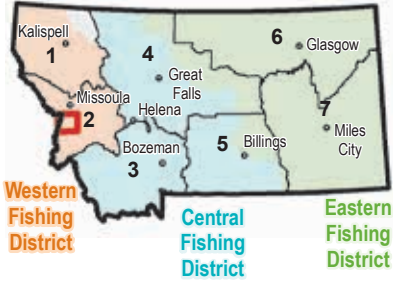 Kalispell
1
4
6
Glasgow
Great
Falls
Missoula
2
Helena
7
Miles
City
Bozeman
3
5
Billings
Western
Fishing
District
Central
Fishing
District
Eastern
Fishing
District